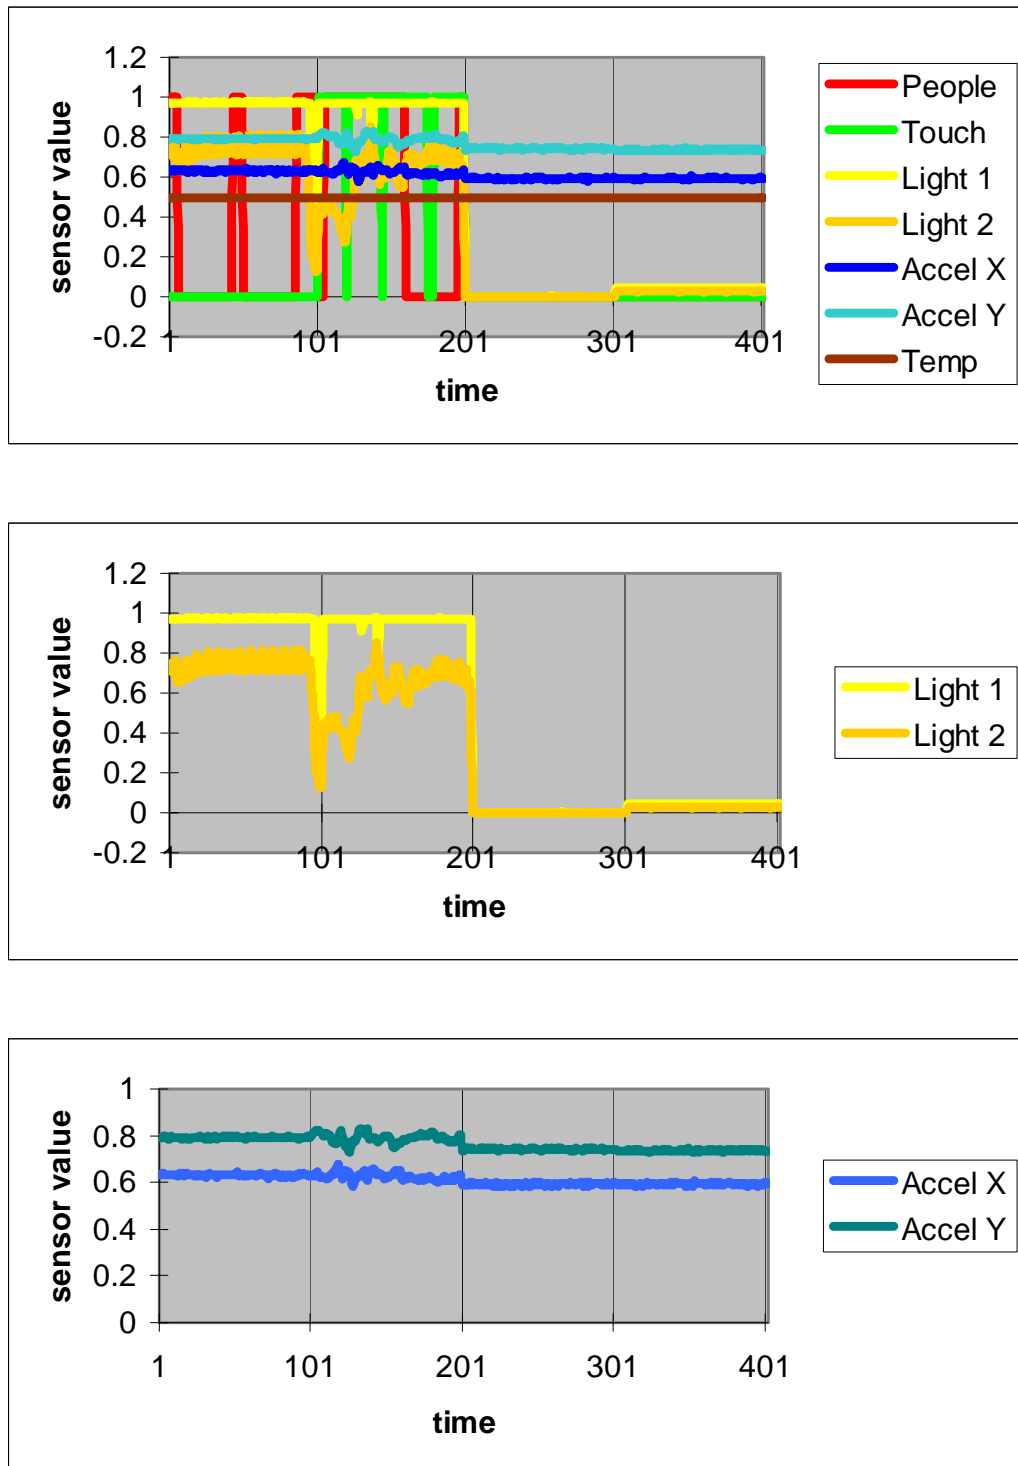 1.2
1
0.8
0.6
0.4
0.2
0
-0.2
sensor value
1 101 201 301 401
time
People
Touch
Light 1
Light 2
Accel X
Accel Y
Temp
1.2
1
0.8
0.6
0.4
0.2
0
-0.2
sensor value
1 101 201 301 401
time
Light 1
Light 2
1
0.8
0.6
0.4
0.2
0
sensor value
1 101 201 301 401
time
Accel X
Accel Y